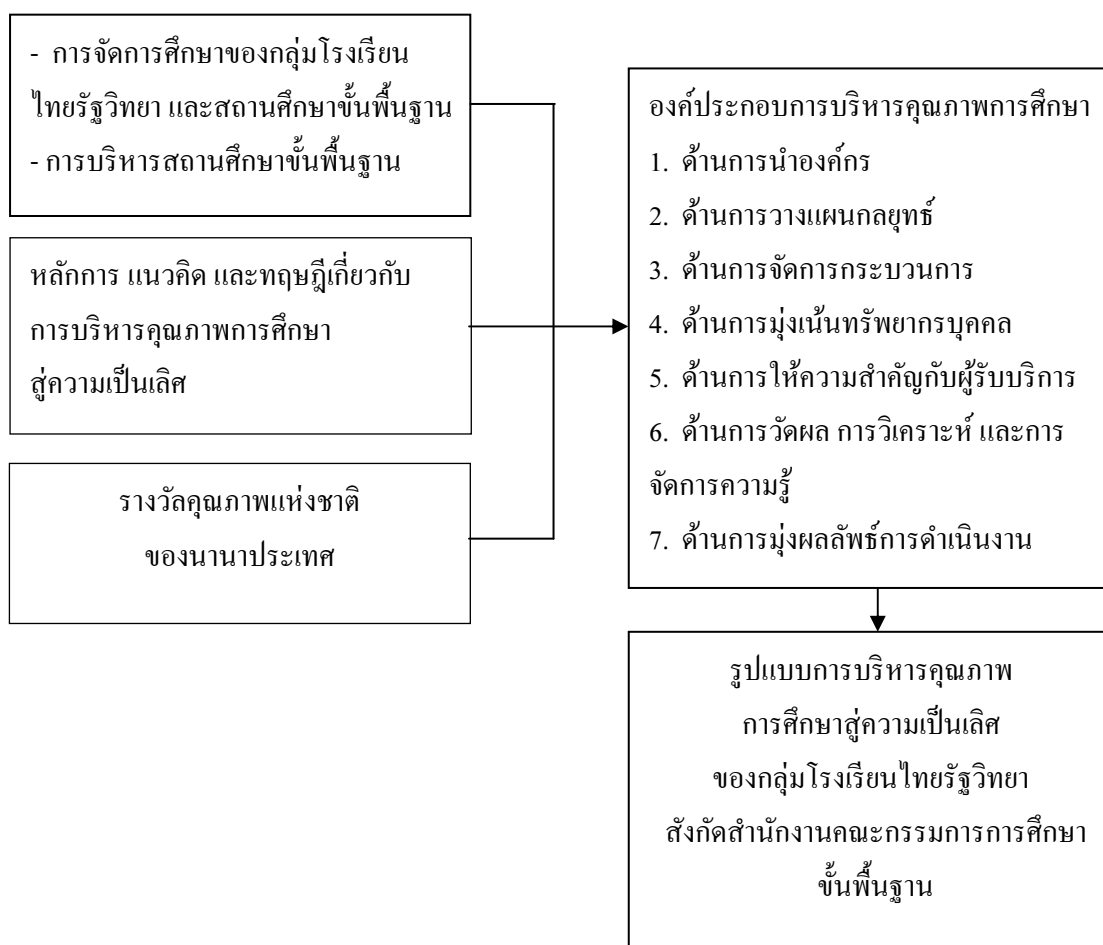 - การจัดการศึกษาของกลุ่มโรงเรียน
ไทยรัฐวิทยา และสถานศึกษาขั้นพื้นฐาน
- การบริหารสถานศึกษาขั้นพื้นฐาน
หลักการ แนวคิด และทฤษฎีเกี่ยวกับ
การบริหารคุณภาพการศึกษา
สู่ความเป็นเลิศ
รางวัลคุณภาพแห่งชาติ
ของนานาประเทศ
องค์ประกอบการบริหารคุณภาพการศึกษา
1. ด้านการนำองค์กร
2. ด้านการวางแผนกลยุทธ์
3. ด้านการจัดการกระบวนการ
4. ด้านการมุ่งเน้นทรัพยากรบุคคล
5. ด้านการให้ความสำคัญกับผู้รับบริการ
6. ด้านการวัดผล การวิเคราะห์ และการ
จัดการความรู้
7. ด้านการมุ่งผลลัพธ์การดำเนินงาน
รูปแบบการบริหารคุณภาพ
การศึกษาสู่ความเป็นเลิศ
ของกลุ่มโรงเรียนไทยรัฐวิทยา
สังกัดสำนักงานคณะกรรมการการศึกษา
ขั้นพื้นฐาน